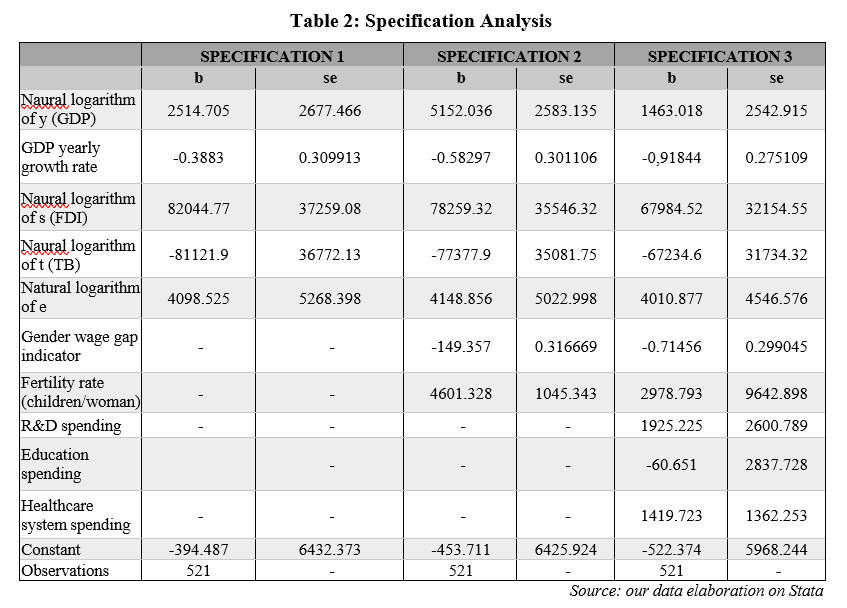 Table 2: Specification Analysis
SPECIFICATION 1 SPECIFICATION 2 SPECIFICATION 3
b se b se b se
Naural logarithm
of y (GDP) 2514.705 2677.466 5152.036 2583.135 1463.018 2542.915
GDP yearly
growth rate -0.3883 0.309913 -0.58297 0.301106 -0,91844 0.275109
Naural logarithm
of s (FDI) 82044.77 37259.08 78259.32 35546.32 67984.52 32154.55
Naural logarithm
of t (TB) -81121.9 36772.13 -77377.9 35081.75 -67234.6 31734.32
Natural logarithm
of e 4098.525 5268.398 4148.856 5022.998 4010.877 4546.576
Gender wage gap
indicator - - -149.357 0.316669 -0.71456 0.299045
Fertility rate
(children/woman) - - 4601.328 1045.343 2978.793 9642.898
R&D spending - - - - 1925.225 2600.789
Education
spending - - - -60.651 2837.728
Healthcare
system spending - - - - 1419.723 1362.253
Constant -394.487 6432.373 -453.711 6425.924 -522.374 5968.244
Observations 521 - 521 - 521 -
Source: our data elaboration on Stata